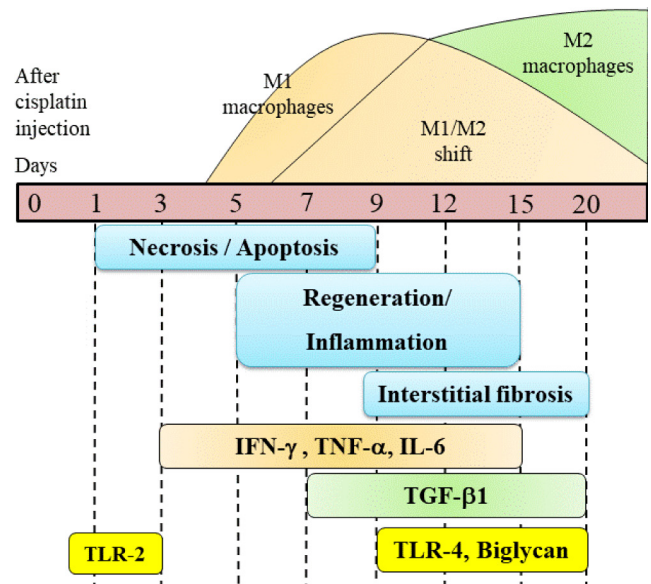 After
cisplatin
injection
Days
M1
macrophages
M2
macrophages
M1/M2
shift
0 1 3 5 7 9 12 15 20
Necrosis / Apoptosis
Regeneration/
Inflammation
Interstitial fibrosis
IFN-γ , TNF-α, IL-6
TGF-β1
TLR-2
TLR-4, Biglycan